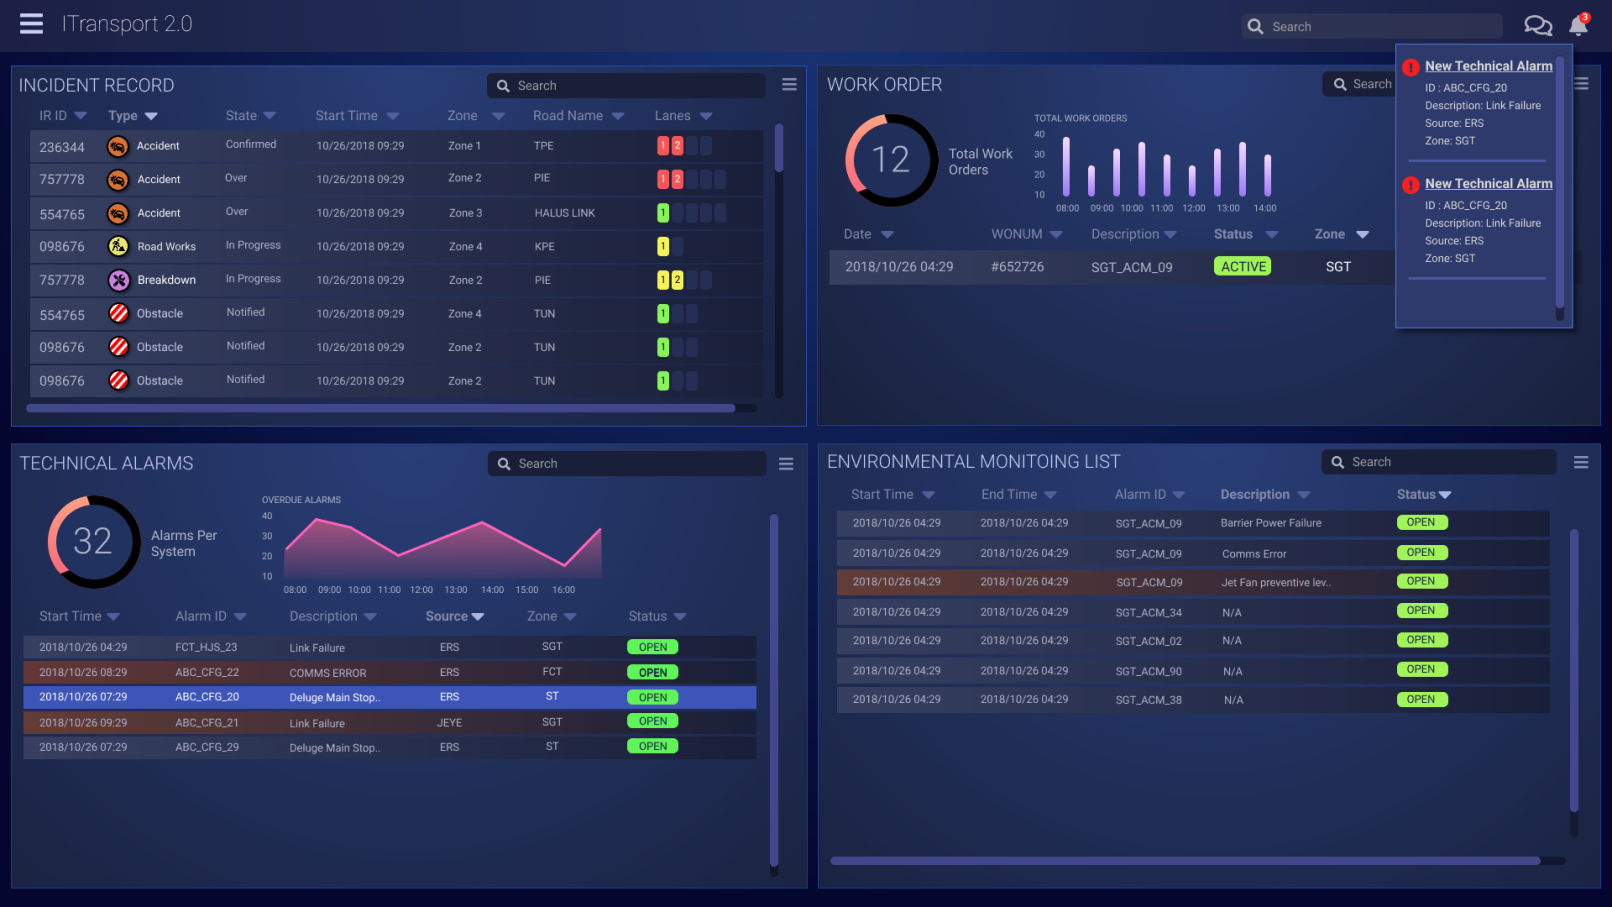 ITransport 2.0
Search
3
INCIDENT RECORD
Search
IR ID Type State Start Time Zone Road Name Lanes
236344 Accident Confirmed 10/26/2018 09:29 Zone 1 TPE 1 2
757778 Accident Over 10/26/2018 09:29 Zone 2 PIE 1 2
554765 Accident Over 10/26/2018 09:29 Zone 3 HALUS LINK 1
098676 Road Works In Progress 10/26/2018 09:29 Zone 4 KPE 1
757778 Breakdown In Progress 10/26/2018 09:29 Zone 2 PIE 1 2
554765 Obstacle Notified 10/26/2018 09:29 Zone 4 TUN 1
098676 Obstacle Notified 10/26/2018 09:29 Zone 2 TUN 1
098676 Obstacle Notified 10/26/2018 09:29 Zone 2 TUN 1
WORK ORDER
Search
12
Total Work
Orders
TOTAL WORK ORDERS
40
30
20
10
08:00 09:00 10:00 11:00 12:00 13:00 14:00
Date WONUM Description Status Zone
2018/10/26 04:29 #652726 SGT_ACM_09 ACTIVE SGT
! New Technical Alarm
ID : ABC_CFG_20
Description: Link Failure
Source: ERS
Zone: SGT
! New Technical Alarm
ID : ABC_CFG_20
Description: Link Failure
Source: ERS
Zone: SGT
TECHNICAL ALARMS
Search
32
Alarms Per
System
OVERDUE ALARMS
40
30
20
10
08:00 09:00 10:00 11:00 12:00 13:00 14:00 15:00 16:00
Start Time Alarm ID Description Source Zone Status
2018/10/26 04:29 FCT_HJS_23 Link Failure ERS SGT OPEN
2018/10/26 08:29 ABC_CFG_22 COMMS ERROR ERS FCT OPEN
2018/10/26 07:29 ABC_CFG_20 Deluge Main Stop.. ERS ST OPEN
2018/10/26 09:29 ABC_CFG_21 Link Failure JEYE SGT OPEN
2018/10/26 07:29 ABC_CFG_29 Deluge Main Stop.. ERS ST OPEN
ENVIRONMENTAL MONITOING LIST
Search
Start Time End Time Alarm ID Description Status
2018/10/26 04:29 2018/10/26 04:29 SGT_ACM_09 Barrier Power Failure OPEN
2018/10/26 04:29 2018/10/26 04:29 SGT_ACM_09 Comms Error OPEN
2018/10/26 04:29 2018/10/26 04:29 SGT_ACM_09 Jet Fan preventive lev.. OPEN
2018/10/26 04:29 2018/10/26 04:29 SGT_ACM_34 N/A OPEN
2018/10/26 04:29 2018/10/26 04:29 SGT_ACM_02 N/A OPEN
2018/10/26 04:29 2018/10/26 04:29 SGT_ACM_90 N/A OPEN
2018/10/26 04:29 2018/10/26 04:29 SGT_ACM_38 N/A OPEN